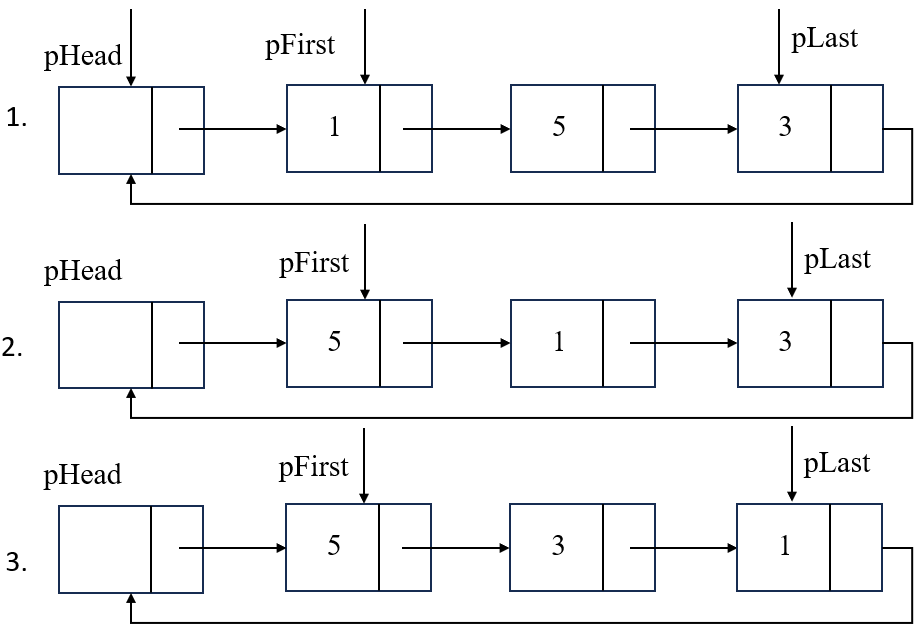 pHead pFirst pLast
1. 1 5 3
pHead pFirst pLast
2. 5 1 3
pHead pFirst pLast
3. 5 3 1